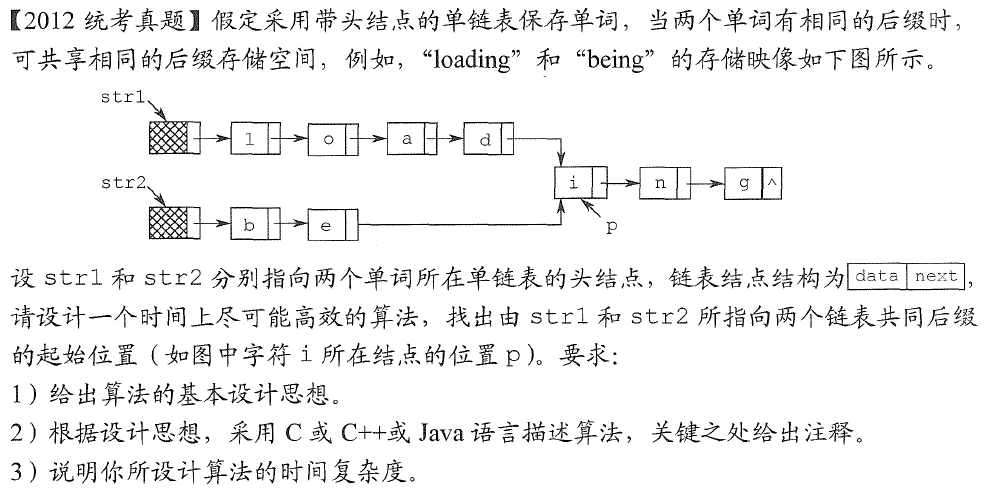 【2012 统考真题】假定采用带头结点的单链表保存单词，当两个单词有相同的后缀时，
可共享相同的后缀存储空间，例如，“loading”和“being”的存储映像如下图所示。
str1
l o a d
i n g ^
str2
b e
p
设 str1 和 str2 分别指向两个单词所在单链表的头结点，链表结点结构为 data next ，
请设计一个时间上尽可能高效的算法，找出由 str1 和 str2 所指向两个链表共同后缀
的起始位置（如图中字符 i 所在结点的位置 p）。要求：
1）给出算法的基本设计思想。
2）根据设计思想，采用 C 或 C++或 Java 语言描述算法，关键之处给出注释。
3）说明你所设计算法的时间复杂度。